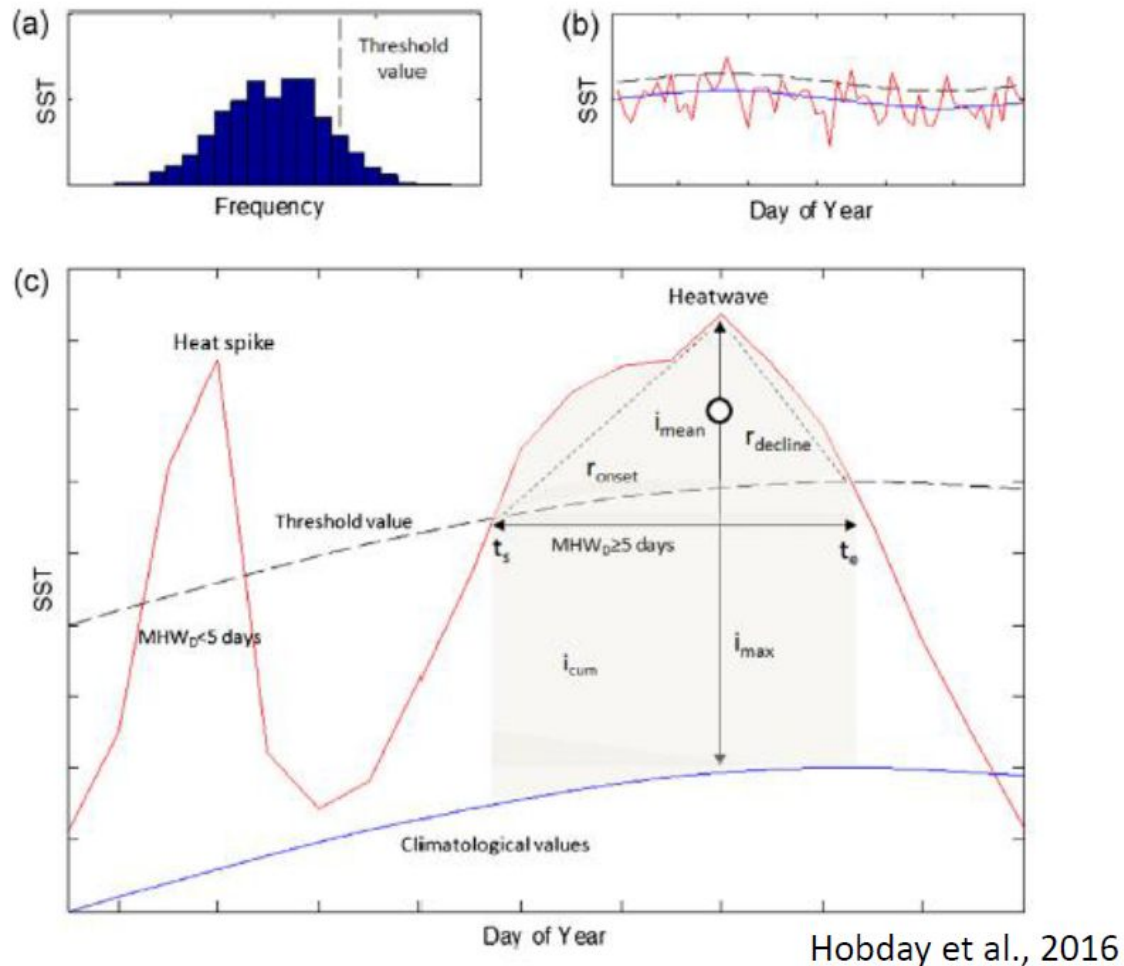 (a)
SST
Threshold
value
Frequency
(b)
SST
Day of Year
(c)
Heatwave
Heat spike
i_mean
r_decline
r_onset
Threshold value
t_s
MHW_D≥5 days
t_e
SST
MHW_D<5 days
i_max
i_cum
Climatological values
Day of Year
Hobday et al., 2016